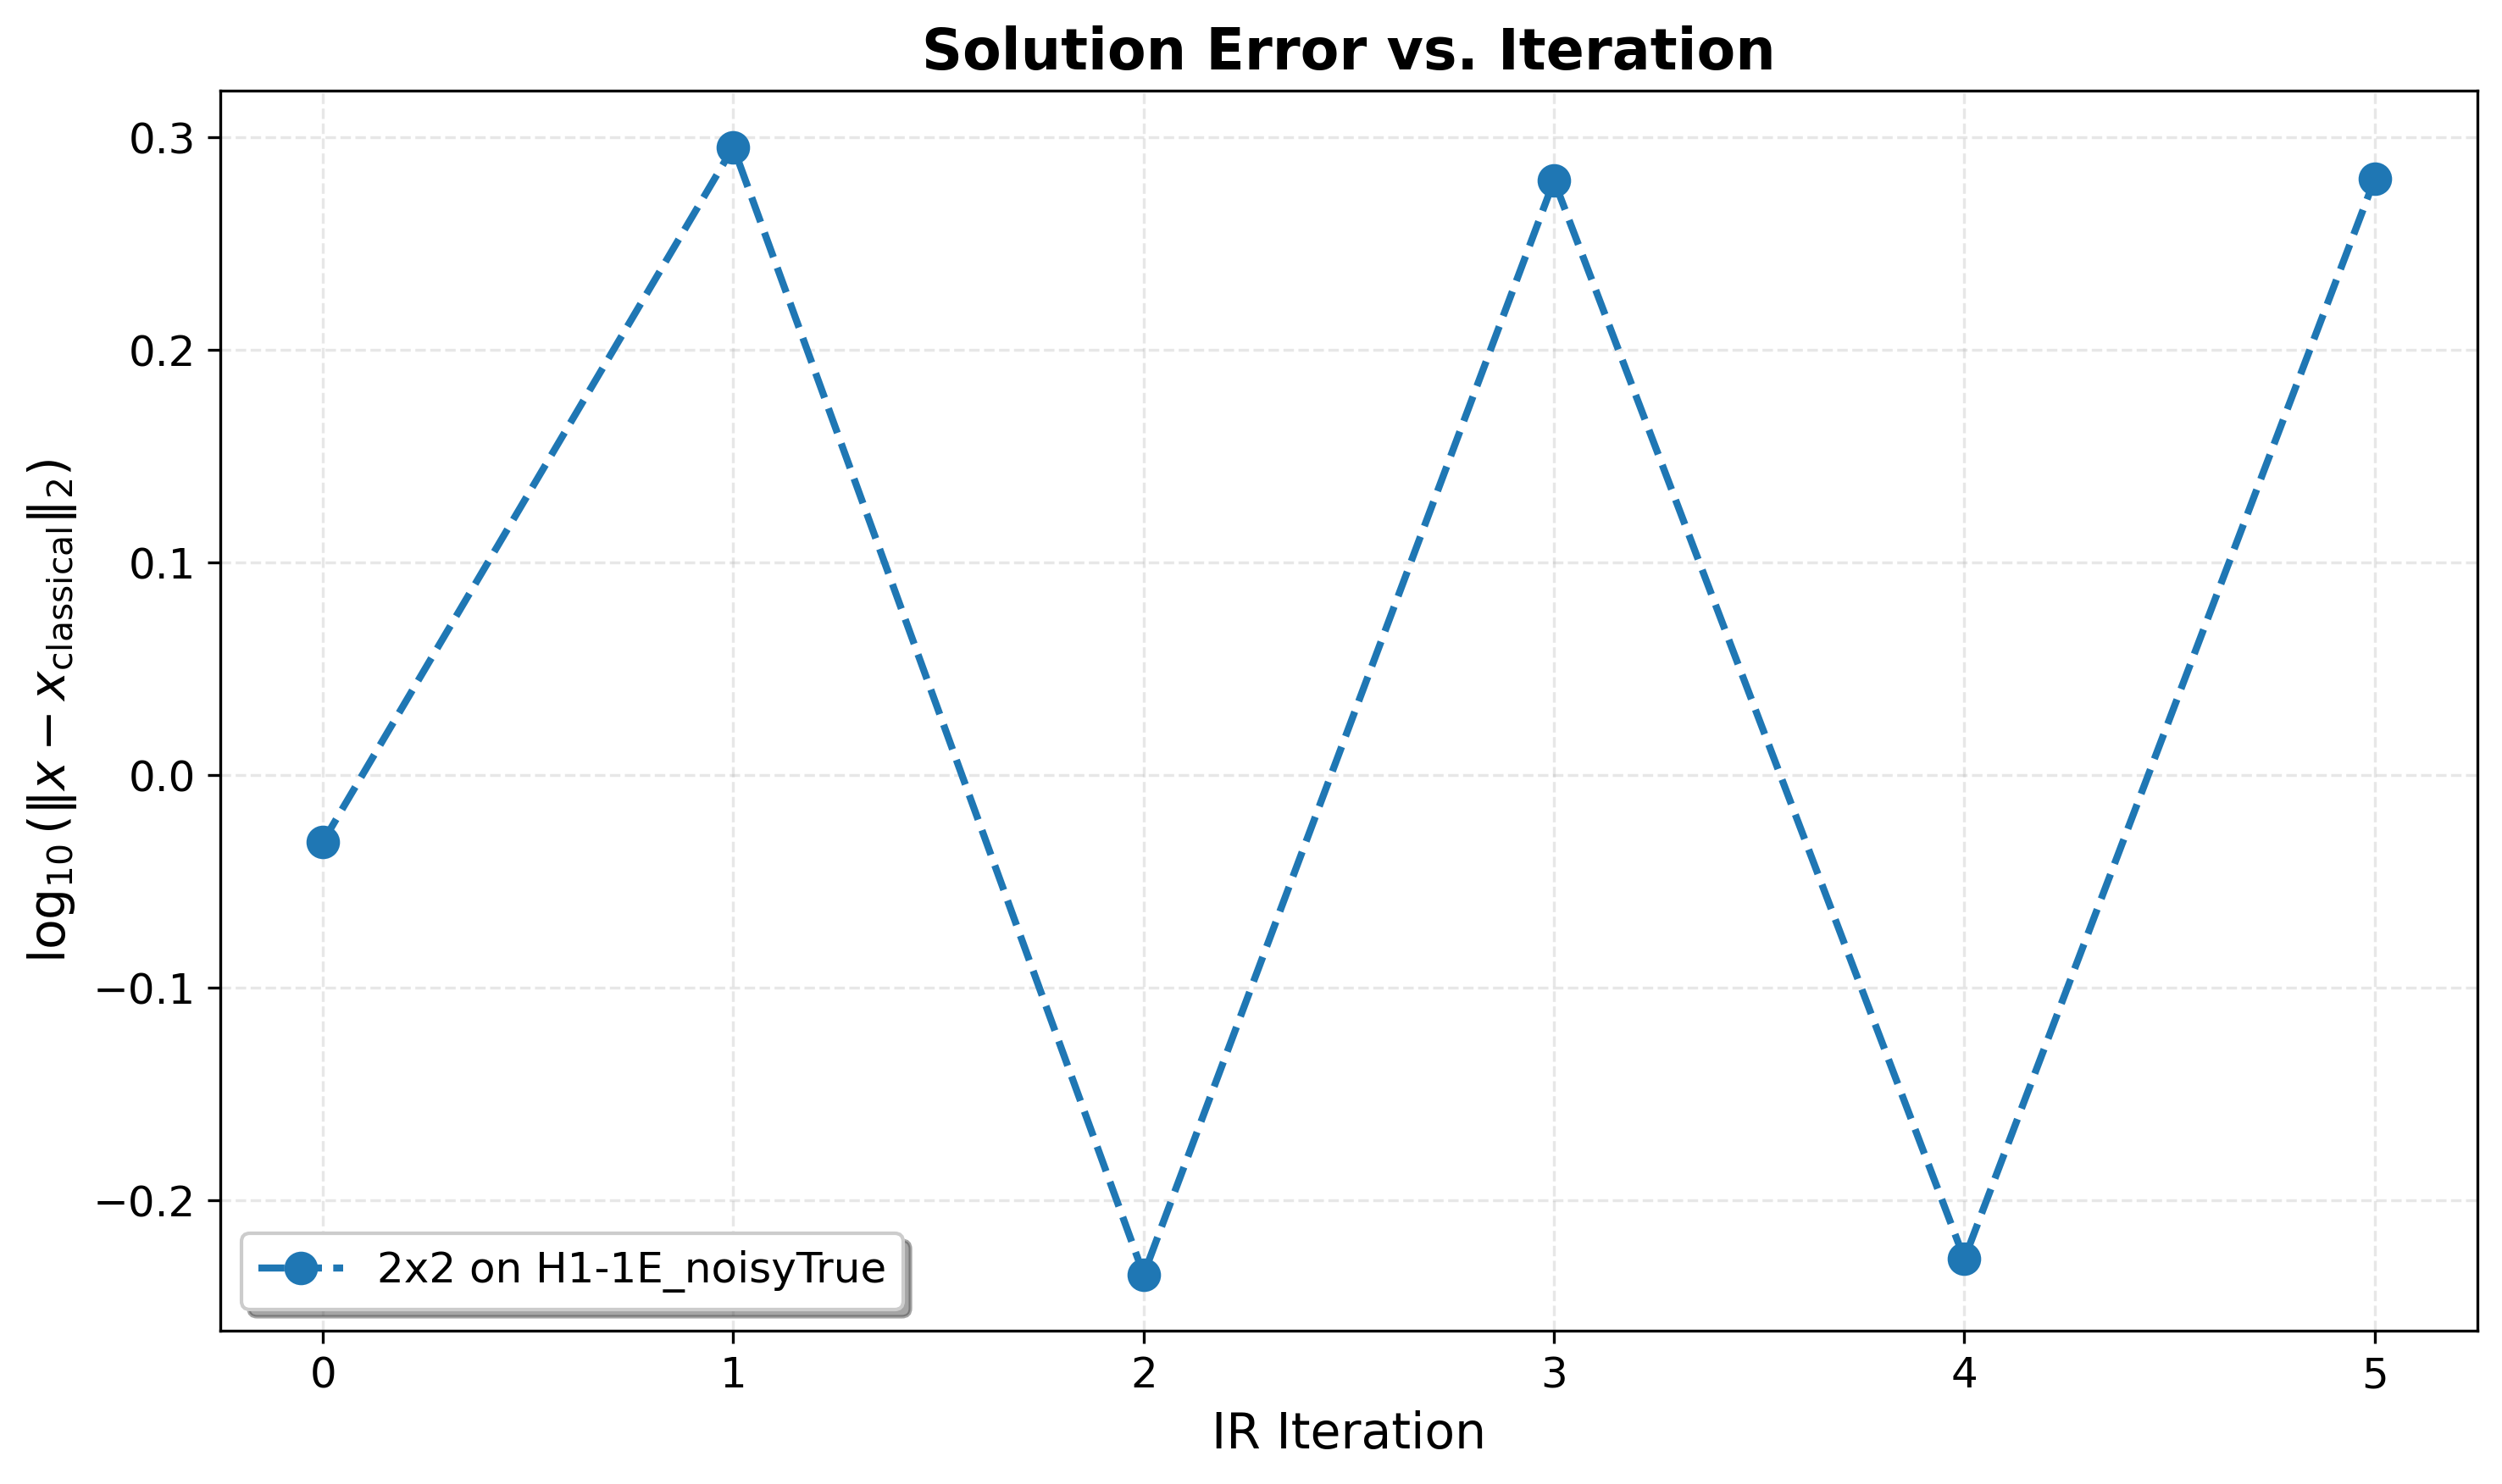 Solution Error vs. Iteration
log₁₀ (‖x − x_classical‖₂)
0.3
0.2
0.1
0.0
−0.1
−0.2
2x2 on H1-1E_noisyTrue
0 1 2 3 4 5
IR Iteration